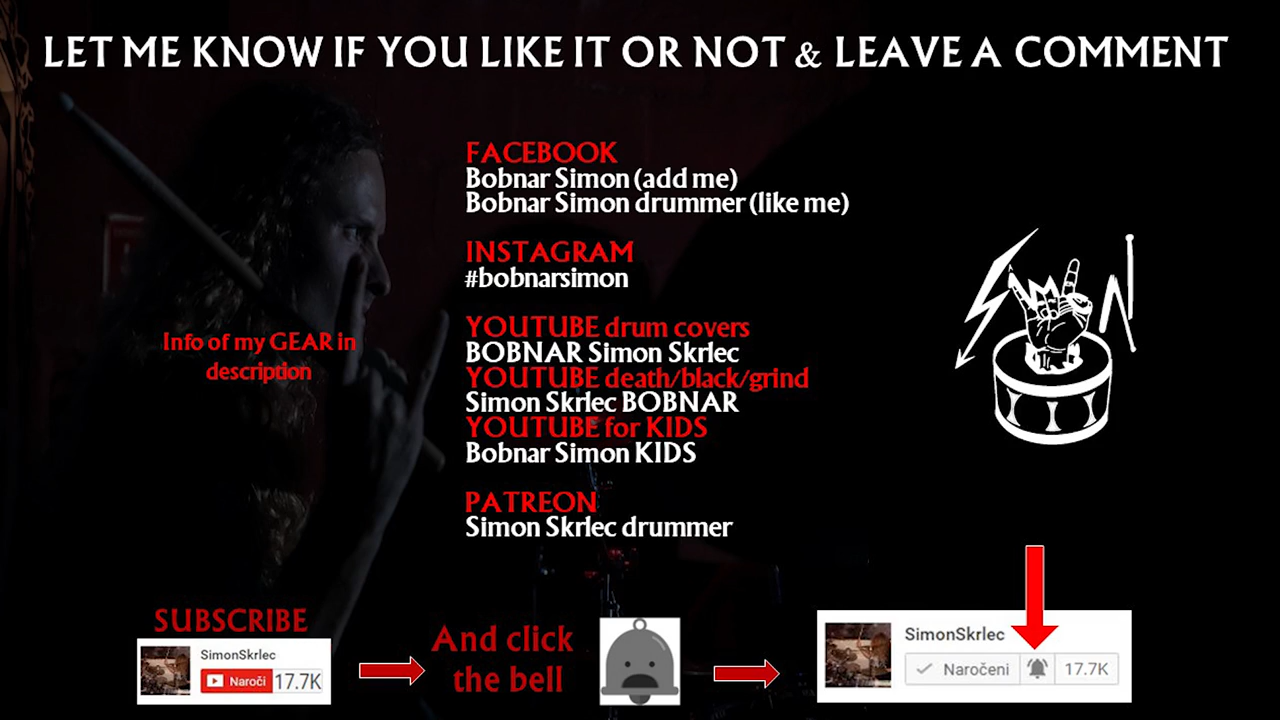 LET ME KNOW IF YOU LIKE IT OR NOT & LEAVE A COMMENT
FACEBOOK
Bobnar Simon (add me)
Bobnar Simon drummer (like me)
INSTAGRAM
#bobnarsimon
YOUTUBE drum covers
BOBNAR Simon Skrlec
YOUTUBE death/black/grind
Simon Skrlec BOBNAR
YOUTUBE for KIDS
Bobnar Simon KIDS
PATREON
Simon Skrlec drummer
Info of my GEAR in
description
SIMON
SUBSCRIBE
SimonSkrlec
Naroči 17.7K
And click
the bell
SimonSkrlec
Naročeni 17.7K